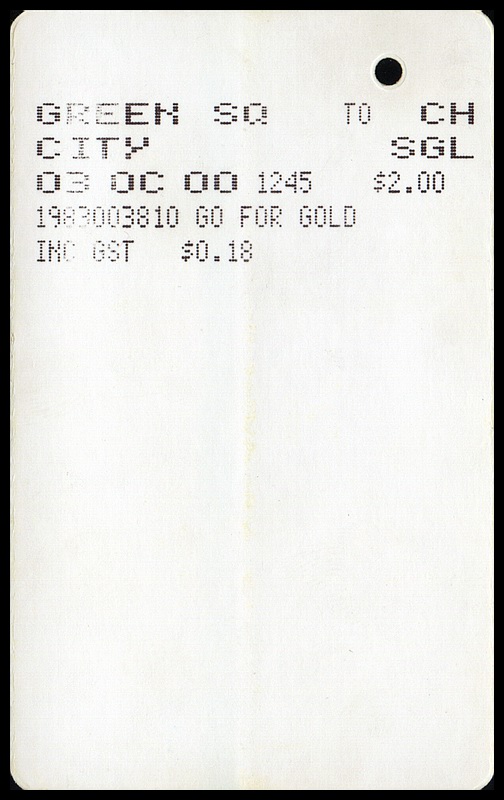 GREEN SQ TO CH
CITY SGL
03 OC 00 1245 $2.00
1983003810 GO FOR GOLD
INC GST $0.18